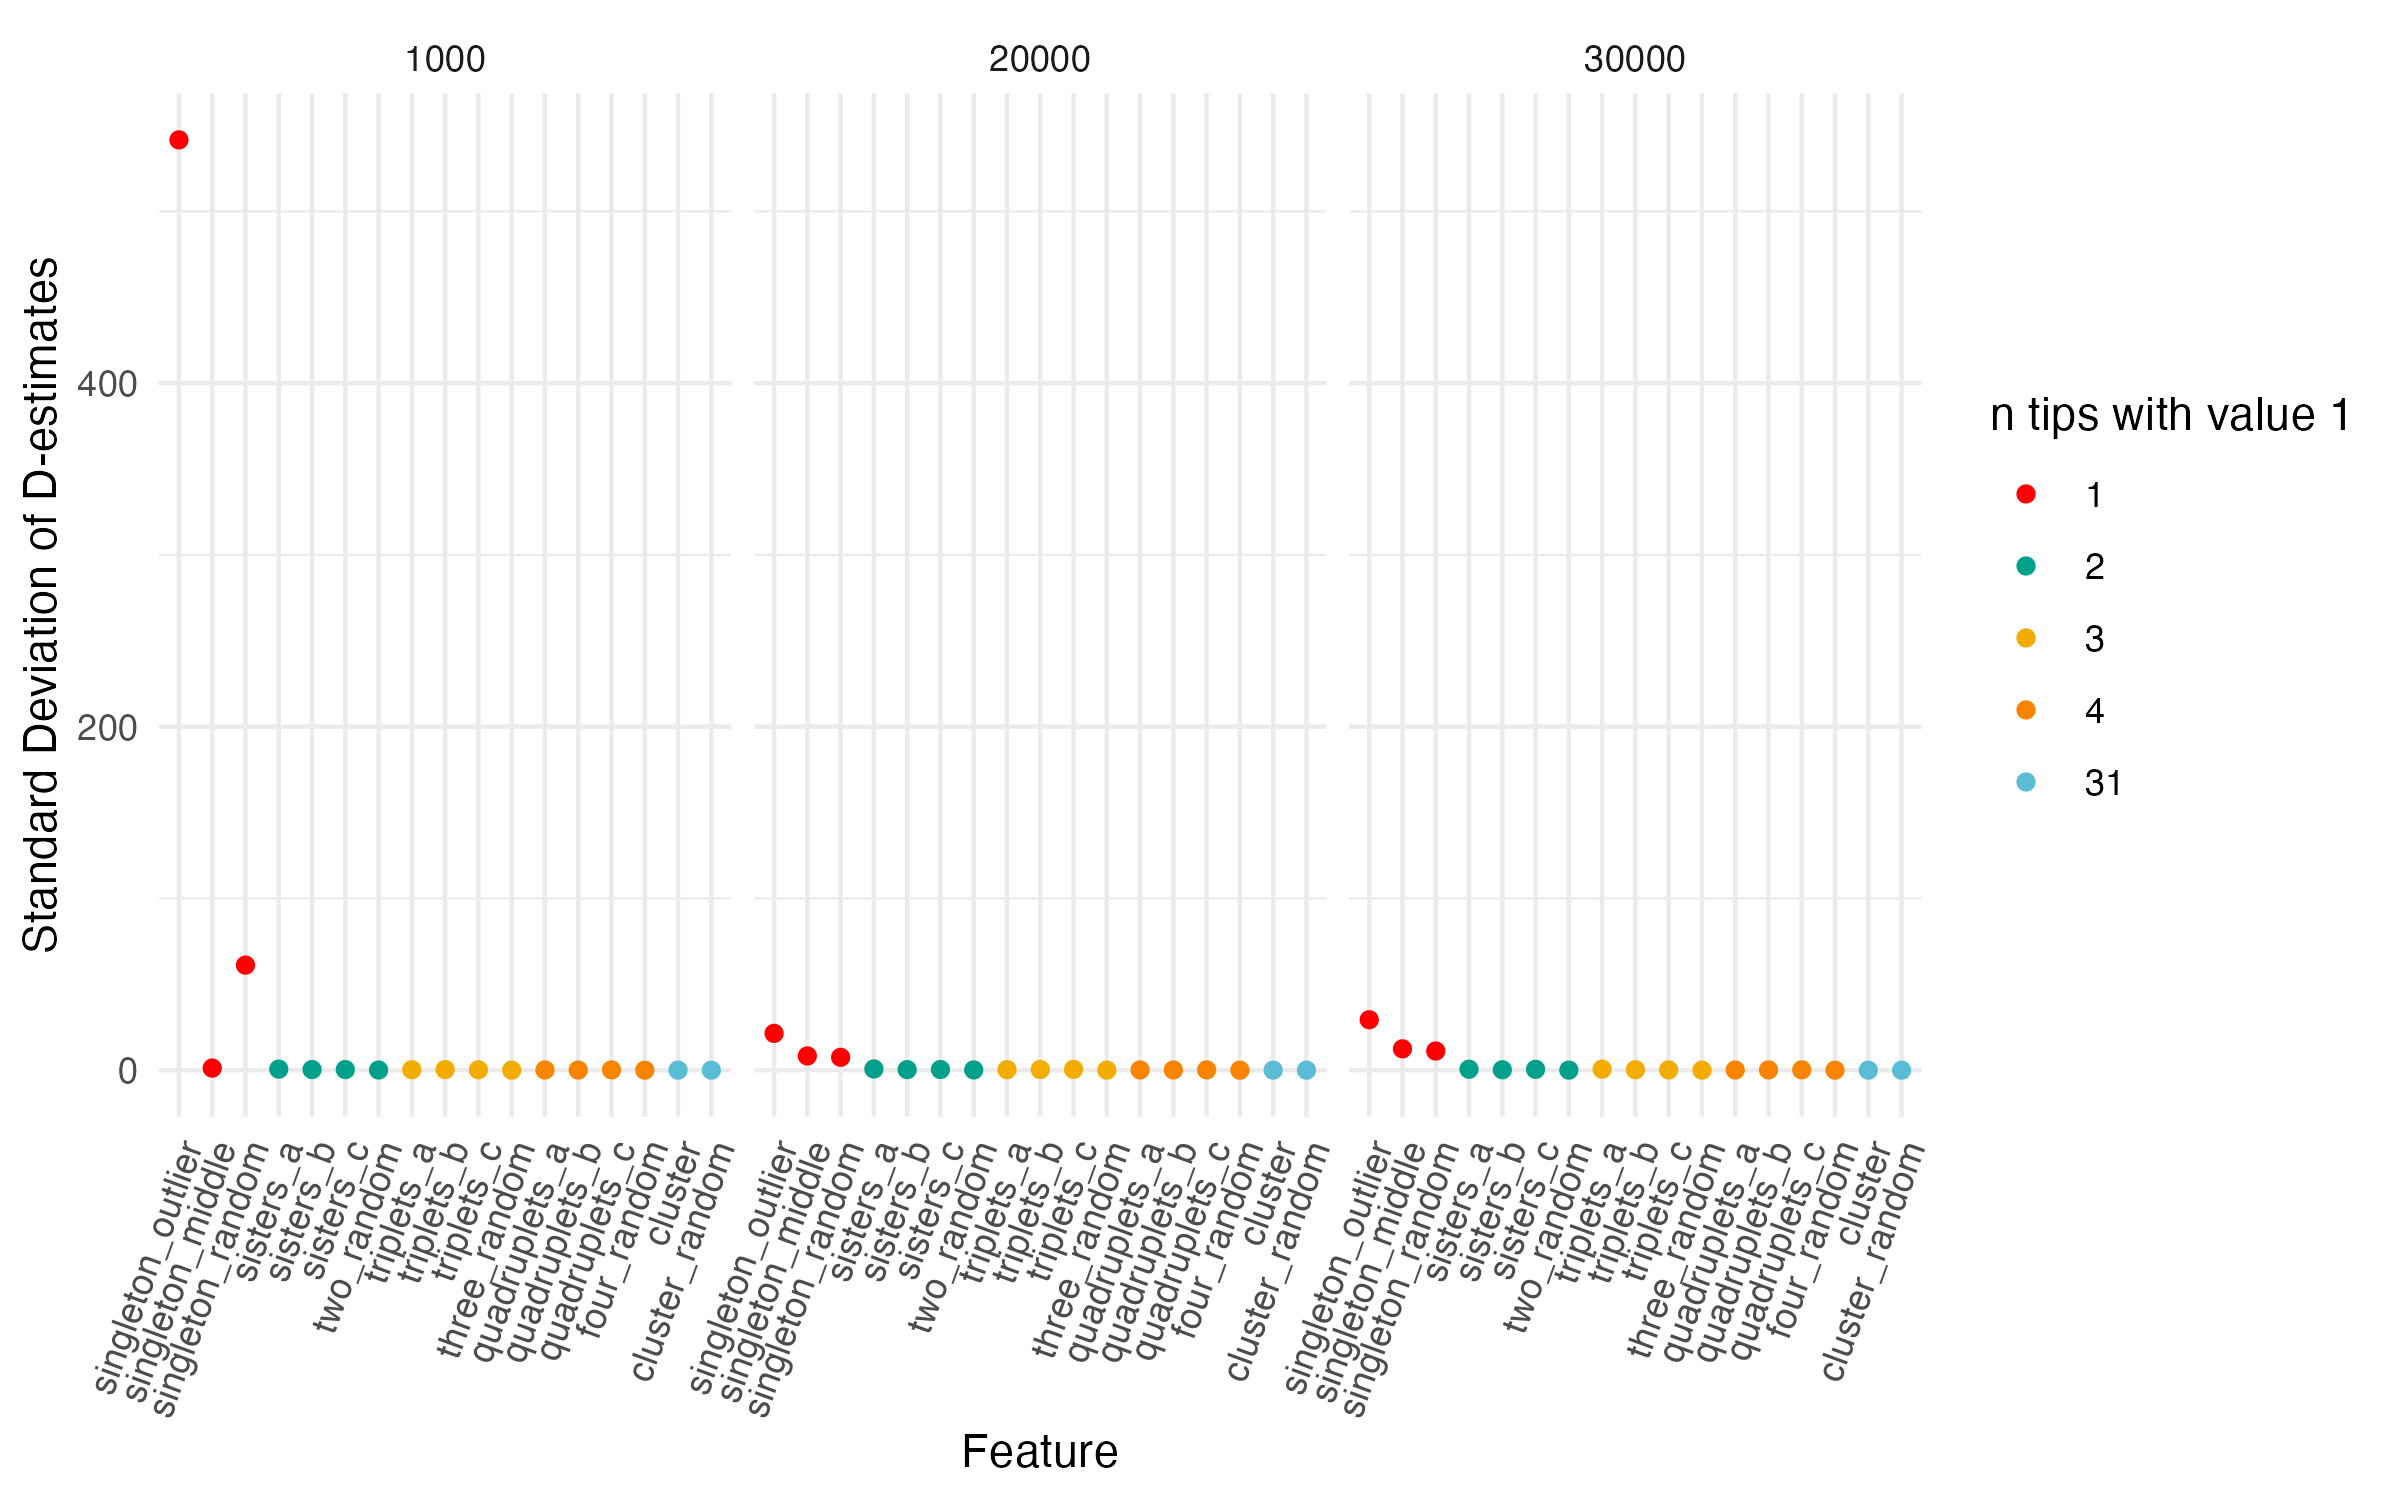 1000
20000
30000
Standard Deviation of D-estimates
400
200
0
singleton_outlier
singleton_middle
singleton_random
sisters_a
sisters_b
sisters_c
two_random
triplets_a
triplets_b
triplets_c
three_random
quadruplets_a
quadruplets_b
quadruplets_c
four_random
cluster
cluster_random
singleton_outlier
singleton_middle
singleton_random
sisters_a
sisters_b
sisters_c
two_random
triplets_a
triplets_b
triplets_c
three_random
quadruplets_a
quadruplets_b
quadruplets_c
four_random
cluster
cluster_random
singleton_outlier
singleton_middle
singleton_random
sisters_a
sisters_b
sisters_c
two_random
triplets_a
triplets_b
triplets_c
three_random
quadruplets_a
quadruplets_b
quadruplets_c
four_random
cluster
cluster_random
Feature
n tips with value 1
1
2
3
4
31